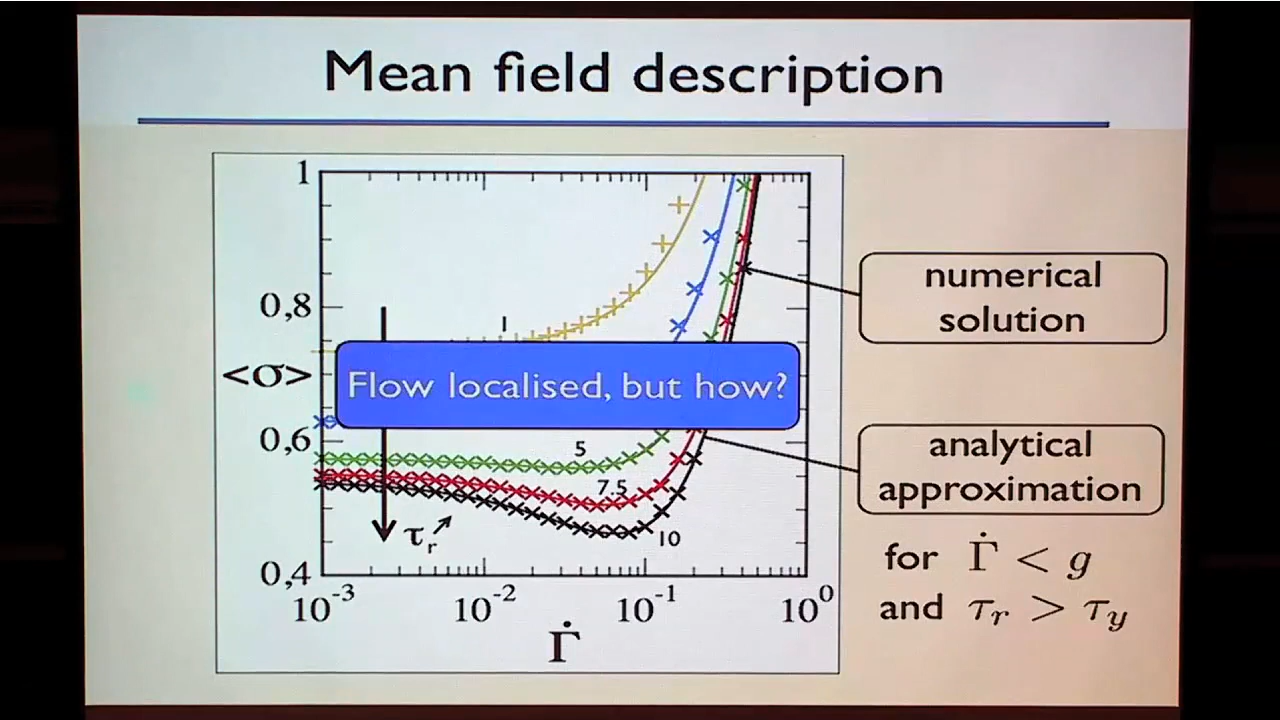 Mean field description
1
0,8
<σ>
0,6
0,4
1
Flow localised, but how?
5
7.5
10
τr
10-3
10-2
10-1
100
Γ̇
numerical
solution
analytical
approximation
for Γ̇ < g
and τr > τy